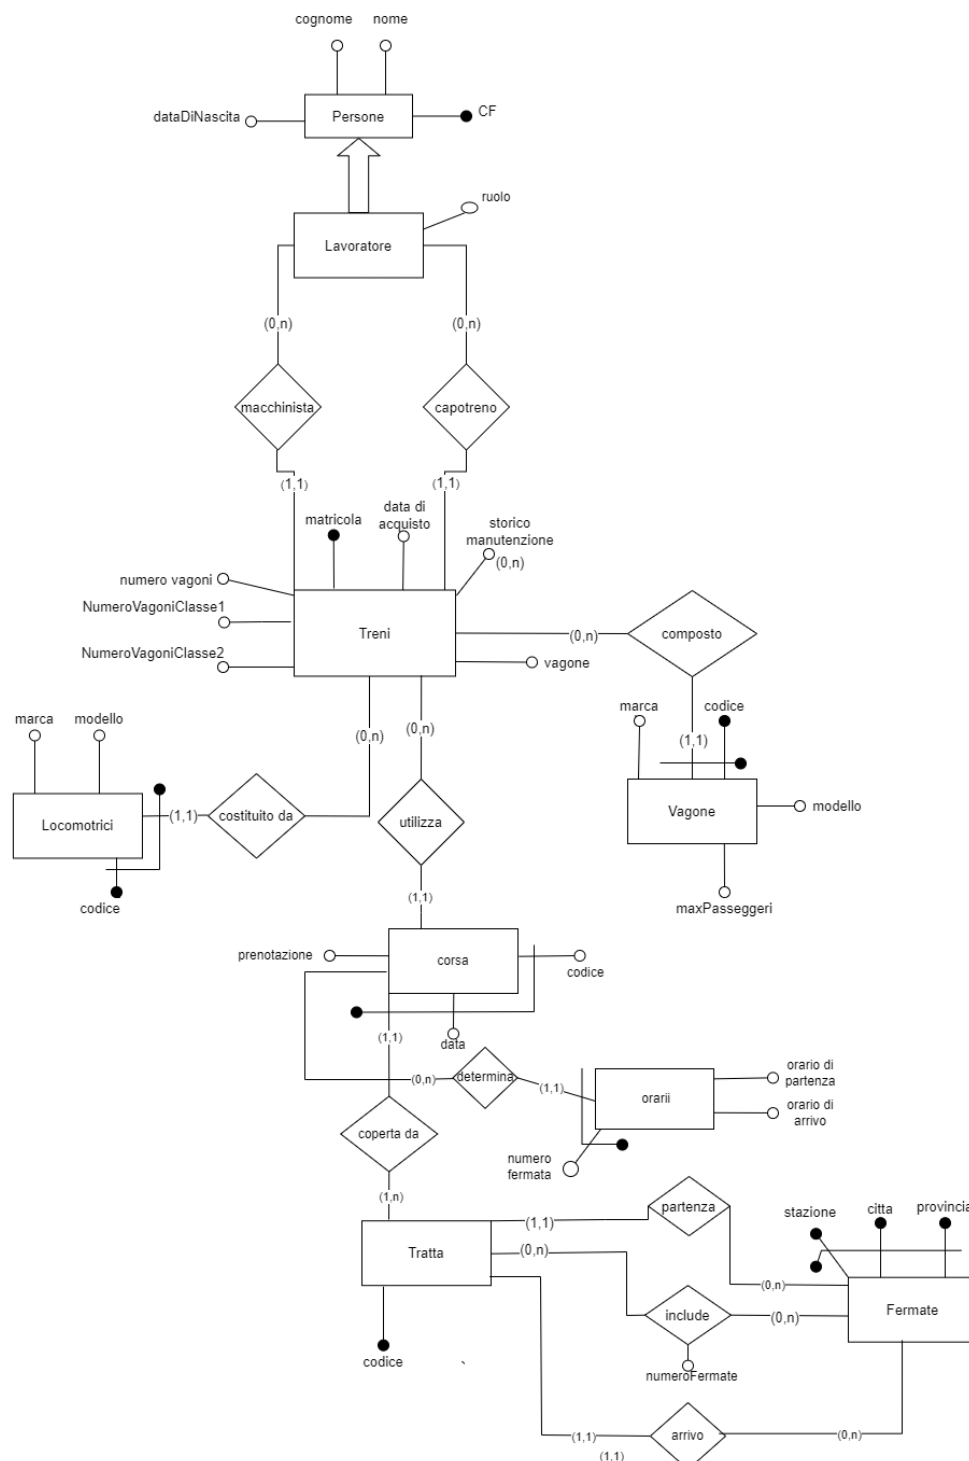 cognome
nome
dataDiNascita
Persone
CF
ruolo
Lavoratore
(0,n)
(0,n)
macchinista
capotreno
(1,1)
(1,1)
matricola
data di
acquisto
storico
manutenzione
(0,n)
numero vagoni
NumeroVagoniClasse1
NumeroVagoniClasse2
Treni
(0,n)
composto
vagone
marca
modello
(0,n)
(0,n)
marca
codice
(1,1)
Locomotrici
(1,1)
costituito da
utilizza
Vagone
modello
codice
(1,1)
maxPasseggeri
prenotazione
corsa
codice
(1,1)
data
(0,n)
determina
(1,1)
orarii
orario di
partenza
orario di
arrivo
coperta da
numero
fermata
(1,n)
partenza
stazione
citta
provincia
(1,1)
Tratta
(0,n)
(0,n)
include
(0,n)
Fermate
codice
numeroFermate
(1,1)
arrivo
(0,n)
(1,1)